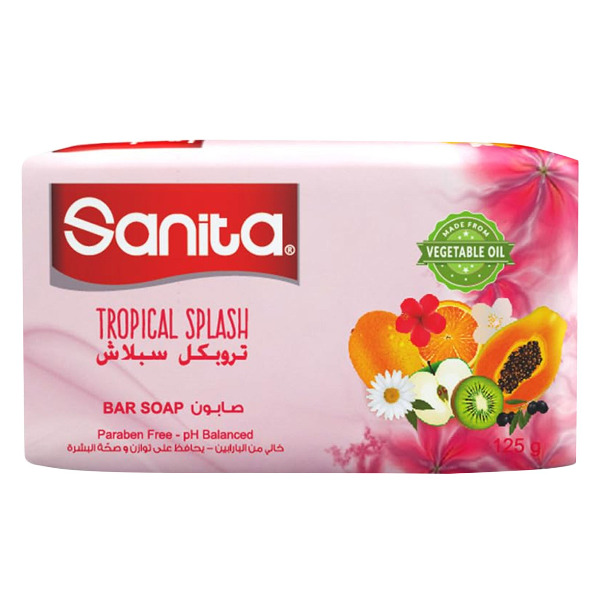 Sanita®
TROPICAL SPLASH
تروبكل سبلاش
BAR SOAP صابون
Paraben Free - pH Balanced
خالي من البارابين – يحافظ على توازن و صحّة البشرة
MADE FROM
VEGETABLE OIL
125 g